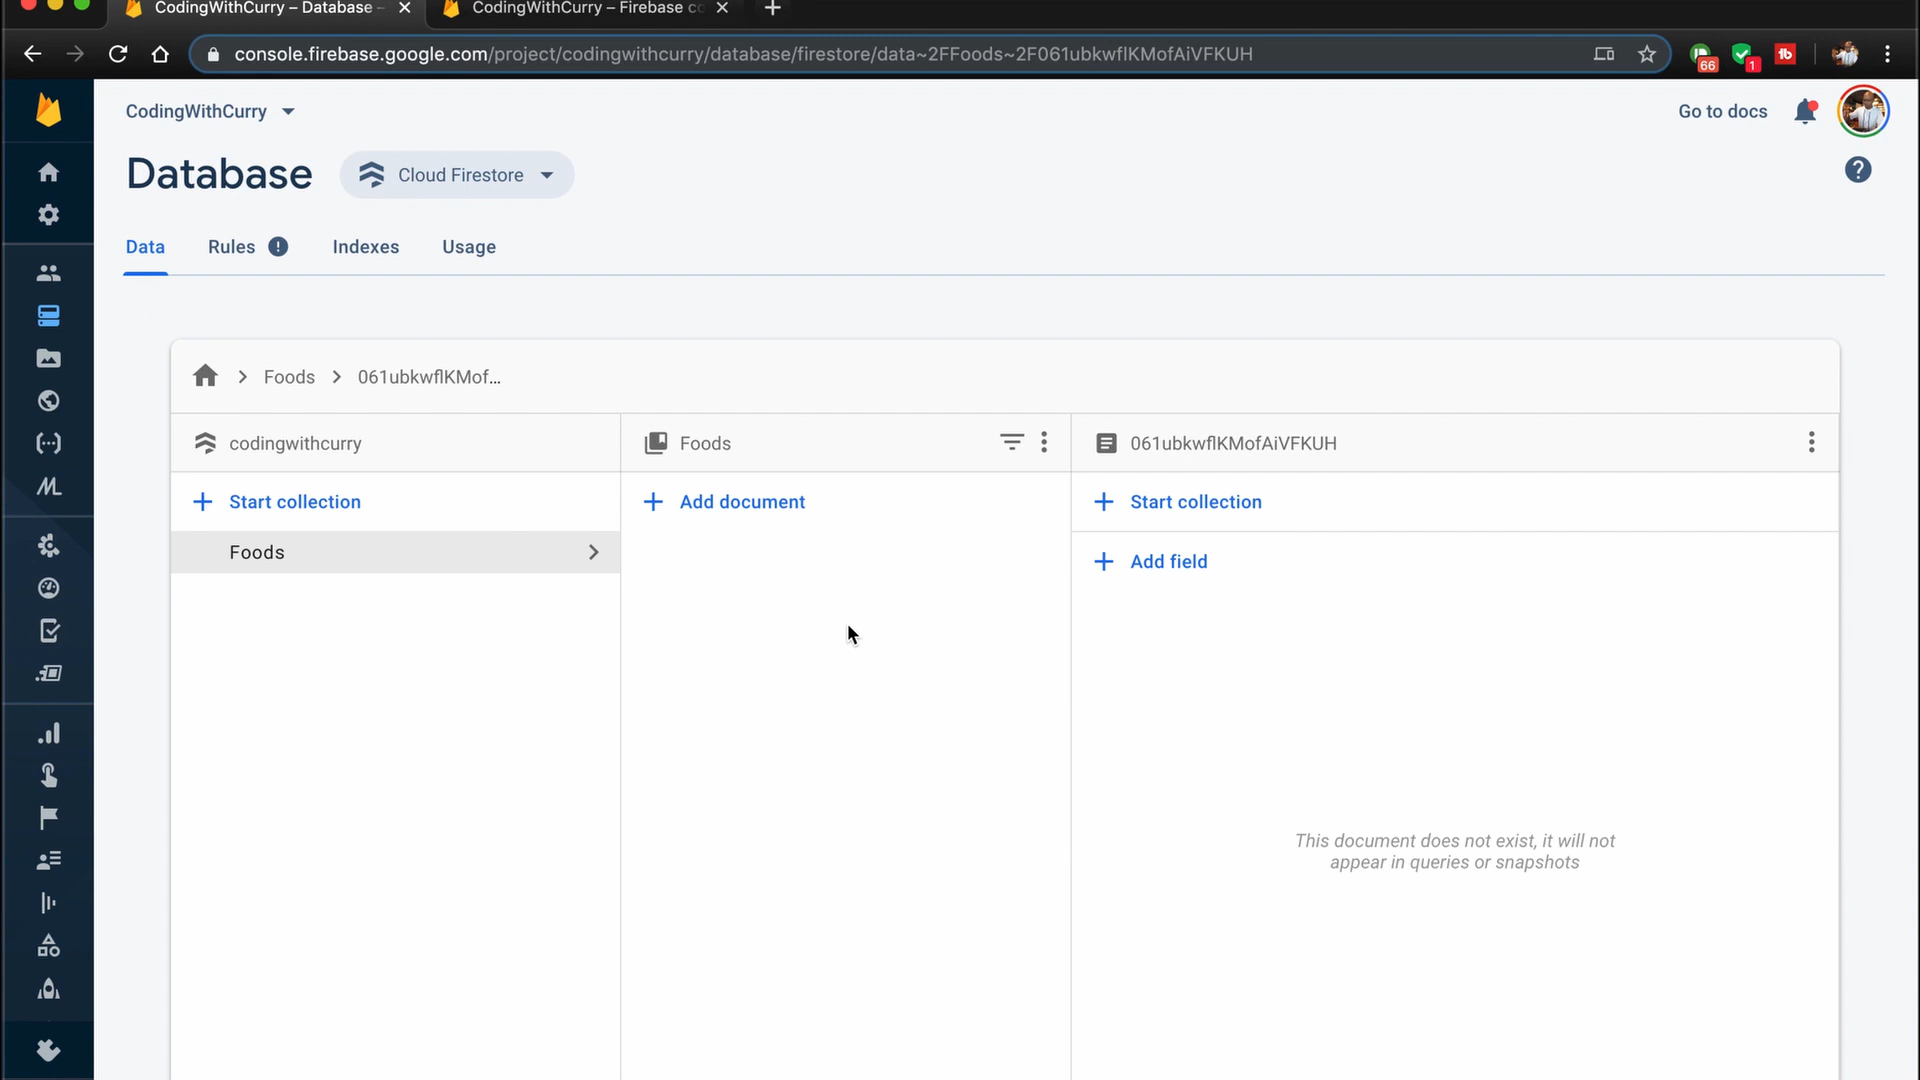 CodingWithCurry – Database –
CodingWithCurry – Firebase co
console.firebase.google.com/project/codingwithcurry/database/firestore/data~2FFoods~2F061ubkwflKMofAiVFKUH
66
1
tb
CodingWithCurry
Go to docs
Database
Cloud Firestore
?
Data
Rules
!
Indexes
Usage
Foods
061ubkwflKMof...
codingwithcurry
Foods
061ubkwflKMofAiVFKUH
+ Start collection
+ Add document
+ Start collection
Foods
+ Add field
This document does not exist, it will not
appear in queries or snapshots